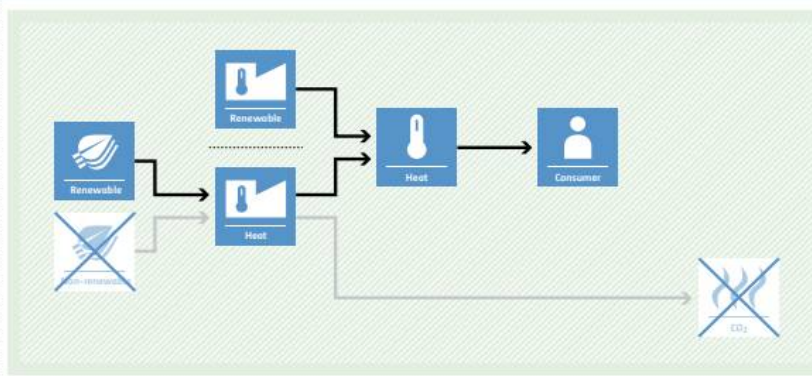 Renewable
Renewable
Heat
Consumer
Non-renewable
Heat
CO₂